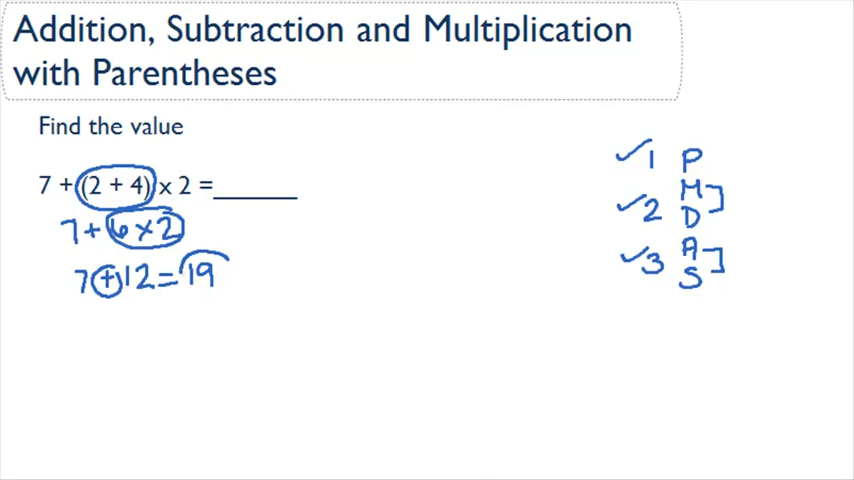 Addition, Subtraction and Multiplication
with Parentheses
Find the value
7 + (2 + 4) x 2 =______
7 + 6 x 2
7 + 12 = 19
✓1 P
M
✓2 D
A
✓3 S